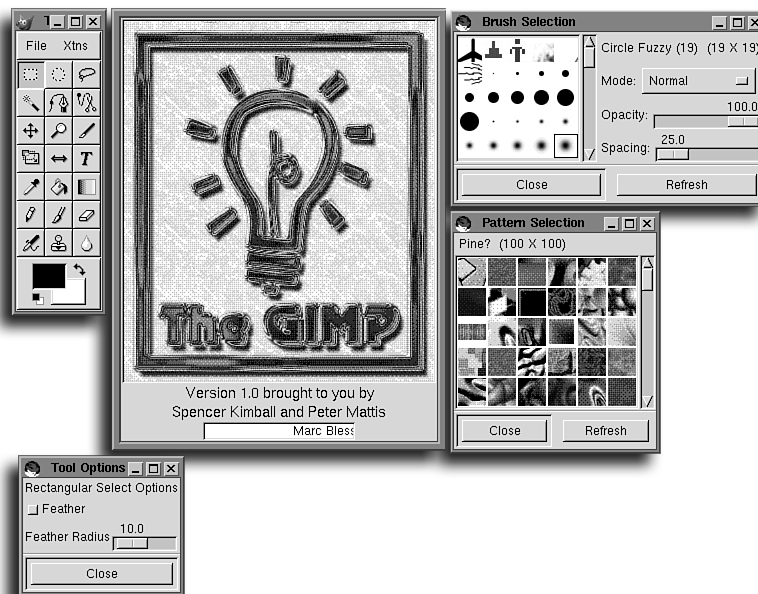 File Xtns
T
The GIMP
Version 1.0 brought to you by
Spencer Kimball and Peter Mattis
Marc Bless
Brush Selection
Circle Fuzzy (19) (19 X 19)
Mode: Normal
Opacity: 100.0
Spacing: 25.0
Close Refresh
Pattern Selection
Pine? (100 X 100)
Close Refresh
Tool Options
Rectangular Select Options
Feather
Feather Radius 10.0
Close